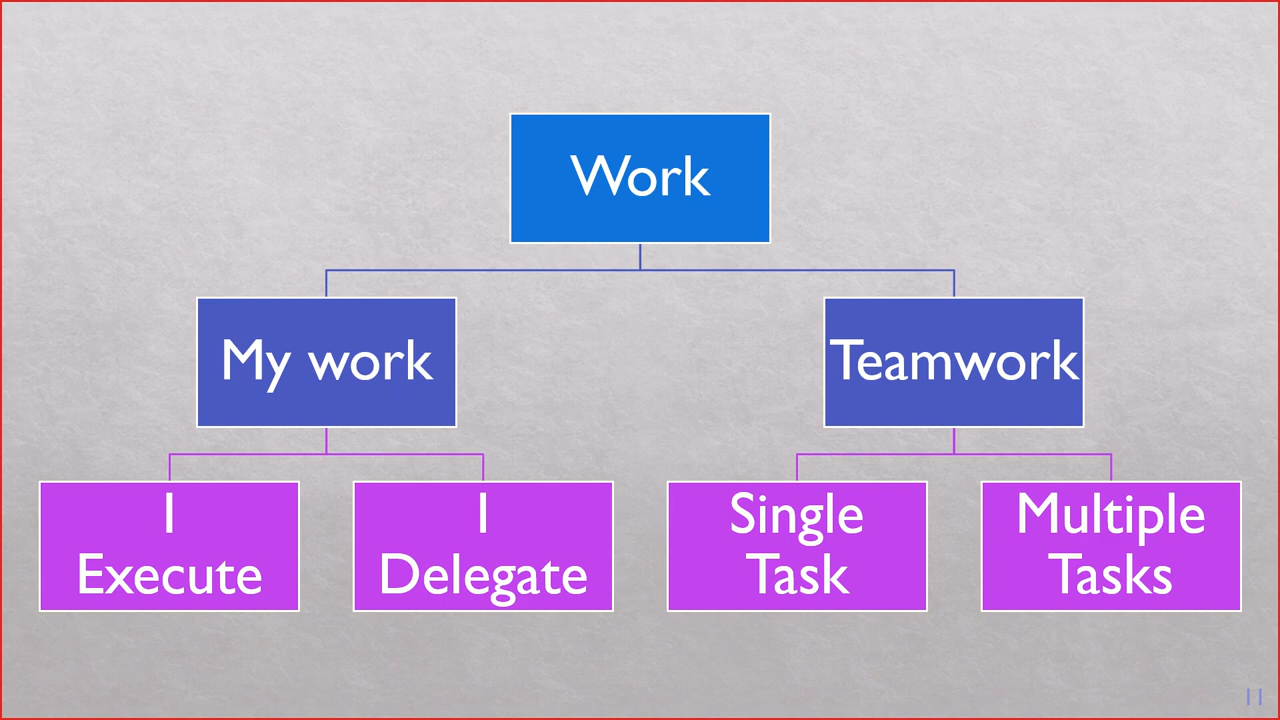 Work
My work
Teamwork
I
Execute
I
Delegate
Single
Task
Multiple
Tasks
11